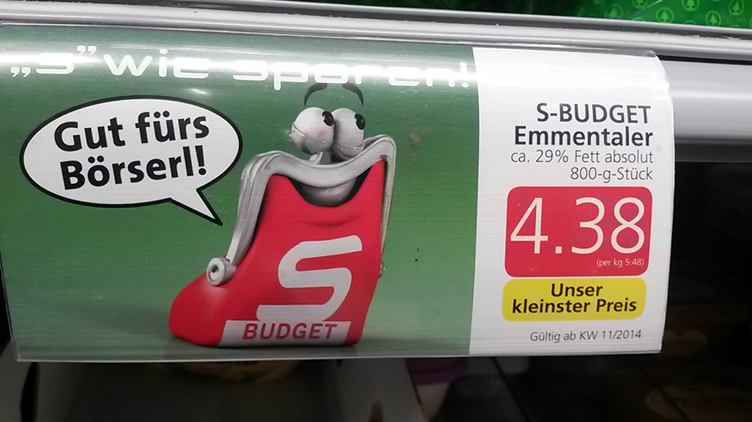 „S" wie sparen!
Gut fürs
Börserl!
S
BUDGET
S-BUDGET
Emmentaler
ca. 29% Fett absolut
800-g-Stück
4.38
(per kg 5.48)
Unser
kleinster Preis
Gültig ab KW 11/2014